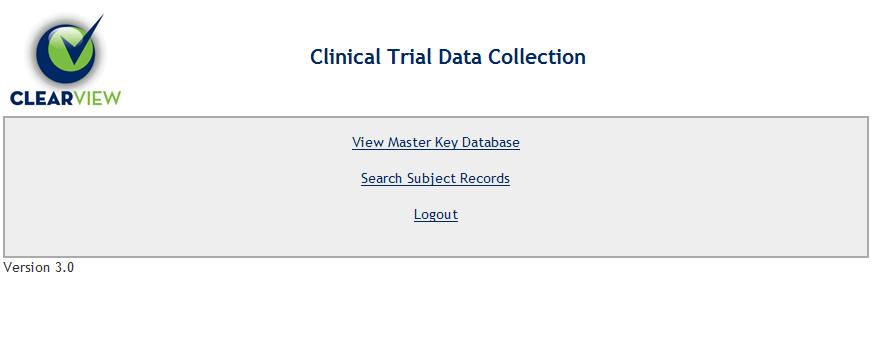 CLEARVIEW
Clinical Trial Data Collection
View Master Key Database
Search Subject Records
Logout
Version 3.0